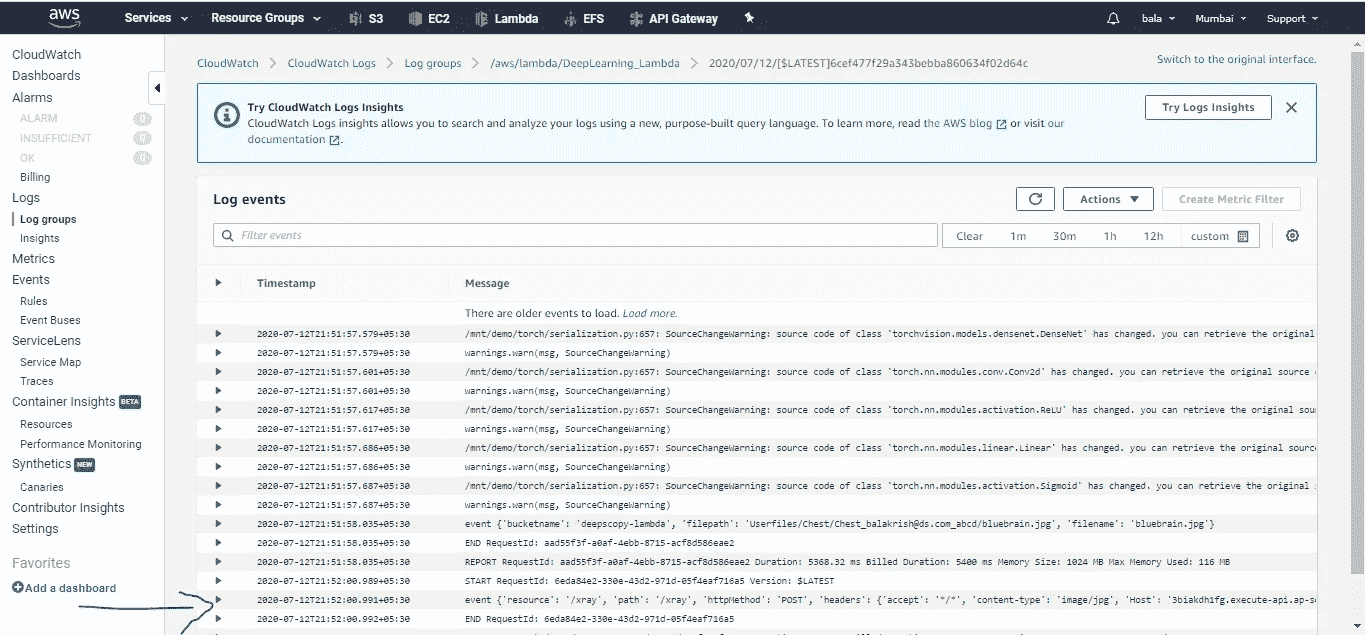 aws Services Resource Groups S3 EC2 Lambda EFS API Gateway bala Mumbai Support
CloudWatch
Dashboards
Alarms
ALARM 0
INSUFFICIENT 0
OK 0
Billing
Logs
Log groups
Insights
Metrics
Events
Rules
Event Buses
ServiceLens
Service Map
Traces
Container Insights BETA
Resources
Performance Monitoring
Synthetics NEW
Canaries
Contributor Insights
Settings
Favorites
Add a dashboard
CloudWatch CloudWatch Logs Log groups /aws/lambda/DeepLearning_Lambda 2020/07/12/[$LATEST]6cef477f29a343bebba860634f02d64c
Switch to the original interface.
Try CloudWatch Logs Insights
CloudWatch Logs insights allows you to search and analyze your logs using a new, purpose-built query language. To learn more, read the AWS blog or visit our
documentation .
Try Logs Insights
Log events
Actions Create Metric Filter
Filter events
Clear 1m 30m 1h 12h custom
Timestamp Message
There are older events to load. Load more.
2020-07-12T21:51:57.579+05:30 /mnt/demo/torch/serialization.py:657: SourceChangeWarning: source code of class 'torchvision.models.densenet.DenseNet' has changed. you can retrieve the original
2020-07-12T21:51:57.579+05:30 warnings.warn(msg, SourceChangeWarning)
2020-07-12T21:51:57.601+05:30 /mnt/demo/torch/serialization.py:657: SourceChangeWarning: source code of class 'torch.nn.modules.conv.Conv2d' has changed. you can retrieve the original source
2020-07-12T21:51:57.601+05:30 warnings.warn(msg, SourceChangeWarning)
2020-07-12T21:51:57.617+05:30 /mnt/demo/torch/serialization.py:657: SourceChangeWarning: source code of class 'torch.nn.modules.activation.ReLU' has changed. you can retrieve the original sou
2020-07-12T21:51:57.617+05:30 warnings.warn(msg, SourceChangeWarning)
2020-07-12T21:51:57.686+05:30 /mnt/demo/torch/serialization.py:657: SourceChangeWarning: source code of class 'torch.nn.modules.linear.Linear' has changed. you can retrieve the original sourc
2020-07-12T21:51:57.686+05:30 warnings.warn(msg, SourceChangeWarning)
2020-07-12T21:51:57.687+05:30 /mnt/demo/torch/serialization.py:657: SourceChangeWarning: source code of class 'torch.nn.modules.activation.Sigmoid' has changed. you can retrieve the original
2020-07-12T21:51:57.687+05:30 warnings.warn(msg, SourceChangeWarning)
2020-07-12T21:51:58.035+05:30 event {'bucketname': 'deepscopy-lambda', 'filepath': 'Userfiles/Chest/Chest_balakrish@ds.com_abcd/bluebrain.jpg', 'filename': 'bluebrain.jpg'}
2020-07-12T21:51:58.035+05:30 END RequestId: aad55f3f-a0af-4ebb-8715-acf8d586eae2
2020-07-12T21:51:58.035+05:30 REPORT RequestId: aad55f3f-a0af-4ebb-8715-acf8d586eae2 Duration: 5368.32 ms Billed Duration: 5400 ms Memory Size: 1024 MB Max Memory Used: 116 MB
2020-07-12T21:52:00.989+05:30 START RequestId: 6eda84e2-330e-43d2-971d-05f4eaf716a5 Version: $LATEST
2020-07-12T21:52:00.991+05:30 event {'resource': '/xray', 'path': '/xray', 'httpMethod': 'POST', 'headers': {'accept': '*/*', 'content-type': 'image/jpg', 'Host': '3biakdh1fg.execute-api.ap-s
2020-07-12T21:52:00.992+05:30 END RequestId: 6eda84e2-330e-43d2-971d-05f4eaf716a5